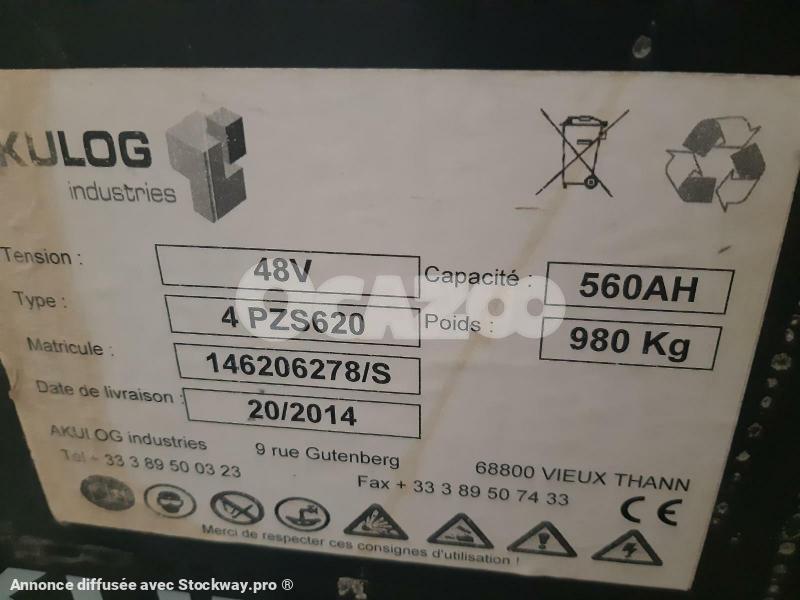 KULOG
industries
Tension : 48V Capacité : 560AH
Type : 4 PZS620 Poids : 980 Kg
Matricule : 146206278/S
Date de livraison : 20/2014
AKULOG industries 9 rue Gutenberg 68800 VIEUX THANN
Tel + 33 3 89 50 03 23 Fax + 33 3 89 50 74 33
CE
Merci de respecter ces consignes d'utilisation !
OCAZOO
Annonce diffusée avec Stockway.pro ®